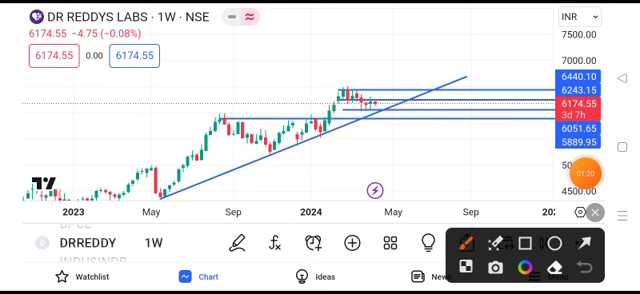 DR REDDYS LABS · 1W · NSE
INR
6174.55 −4.75 (−0.08%)
6174.55 0.00 6174.55
7500.00
7000.00
6440.10
6243.15
6174.55
3d 7h
6051.65
5889.95
01:20
4500.00
2023 May Sep 2024 May Sep
DRREDDY 1W
INDUSINDB
Watchlist Chart Ideas News